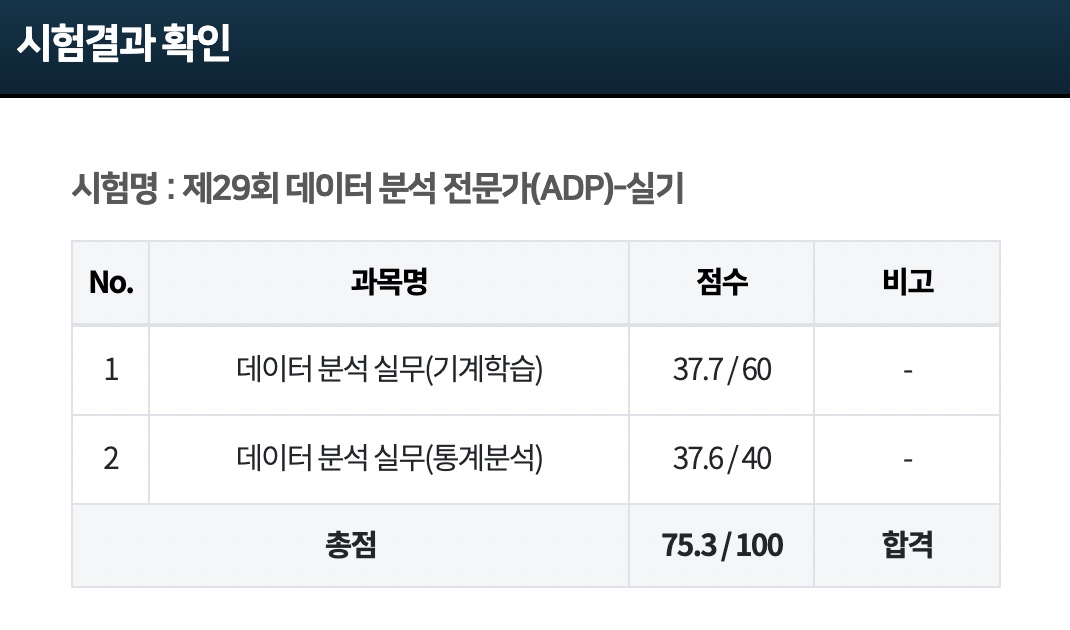 시험결과 확인
시험명 : 제29회 데이터 분석 전문가(ADP)-실기
No. 과목명 점수 비고
1 데이터 분석 실무(기계학습) 37.7 / 60 -
2 데이터 분석 실무(통계분석) 37.6 / 40 -
총점 75.3 / 100 합격